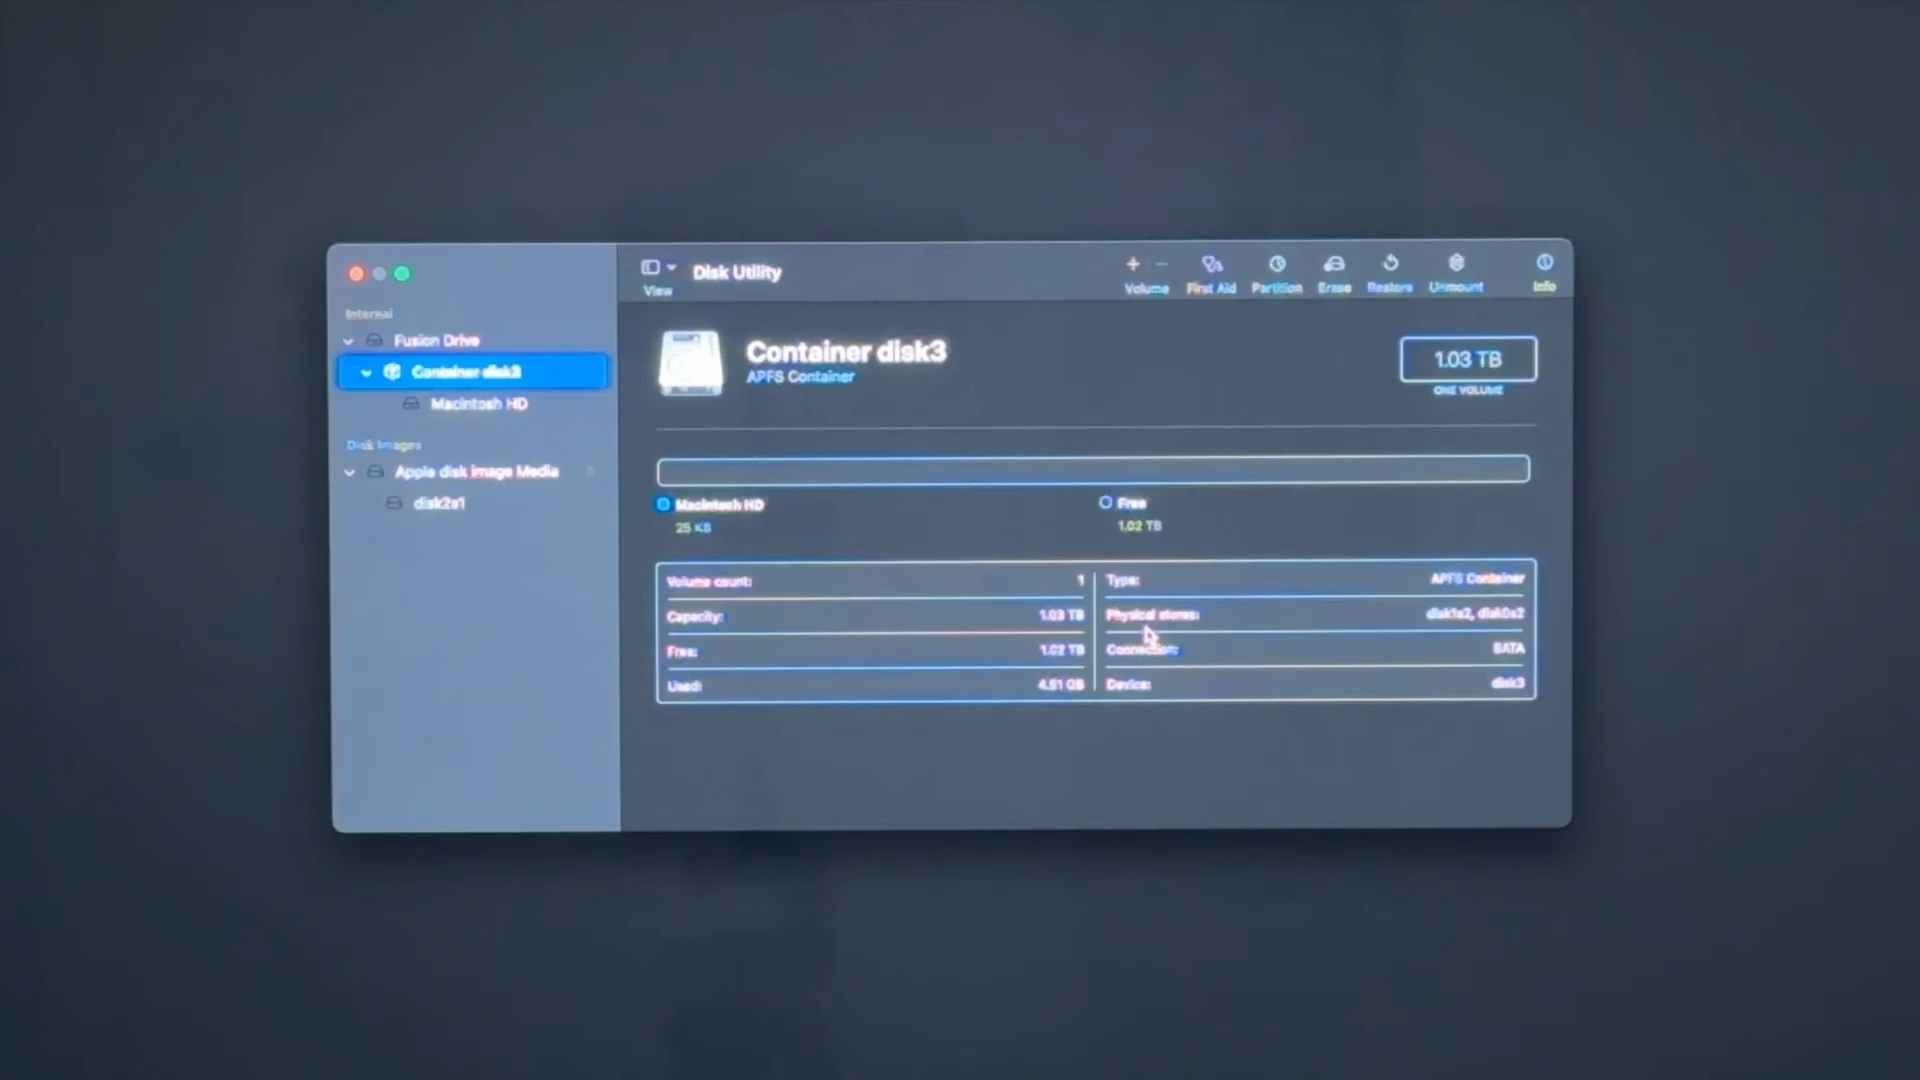 Disk Utility
View
Volume First Aid Partition Erase Restore Unmount Info
Internal
Fusion Drive
Container disk3
Macintosh HD
Disk Images
Apple disk image Media
disk2s1
Container disk3
APFS Container
1.03 TB
ONE VOLUME
Macintosh HD
25 KB
Free
1.02 TB
Volume count: 1
Capacity: 1.03 TB
Free: 1.02 TB
Used: 4.51 GB
Type: APFS Container
Physical stores: disk1s2, disk0s2
Connection: SATA
Device: disk3